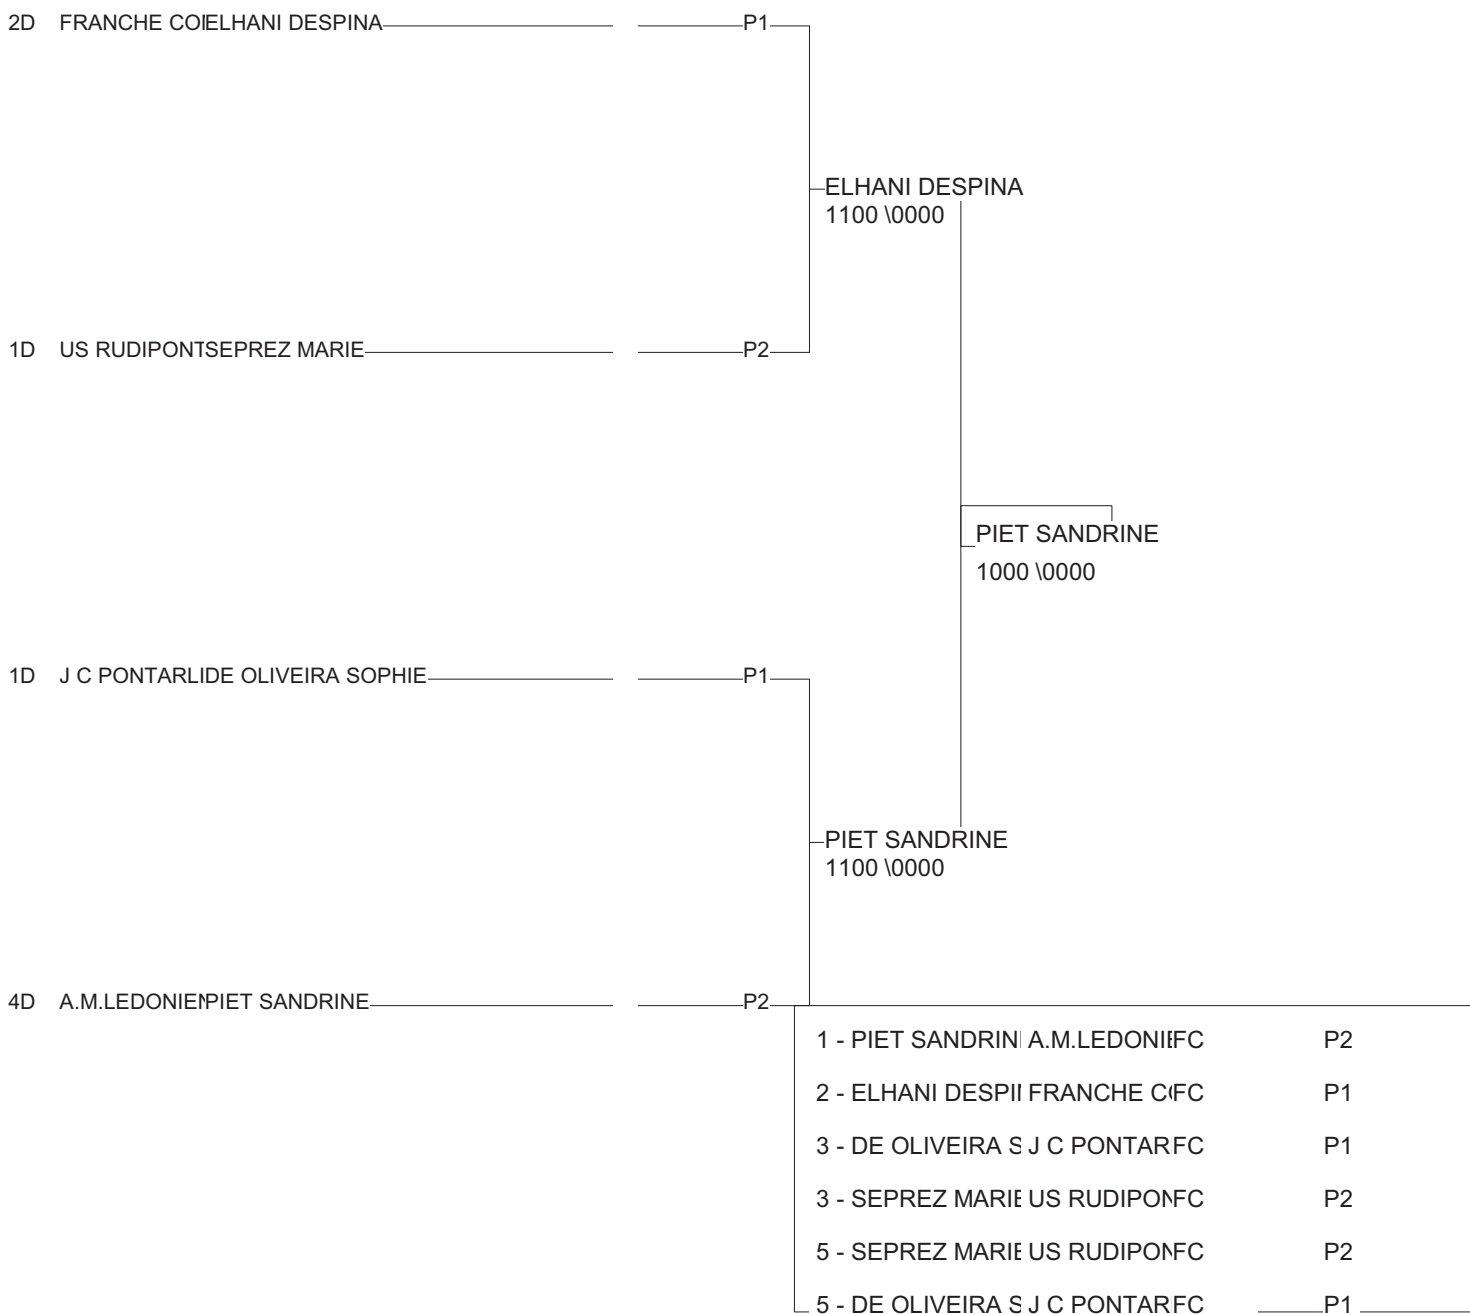 2D FRANCHE COIELHANI DESPINA P1
ELHANI DESPINA
1100 \0000
1D US RUDIPONTSEPREZ MARIE P2
PIET SANDRINE
1000 \0000
1D J C PONTARLIDE OLIVEIRA SOPHIE P1
PIET SANDRINE
1100 \0000
4D A.M.LEDONIENPIET SANDRINE P2
1 - PIET SANDRINI A.M.LEDONIEFC P2
2 - ELHANI DESPII FRANCHE C(FC P1
3 - DE OLIVEIRA S J C PONTARFC P1
3 - SEPREZ MARIE US RUDIPONFC P2
5 - SEPREZ MARIE US RUDIPONFC P2
5 - DE OLIVEIRA S J C PONTARFC P1